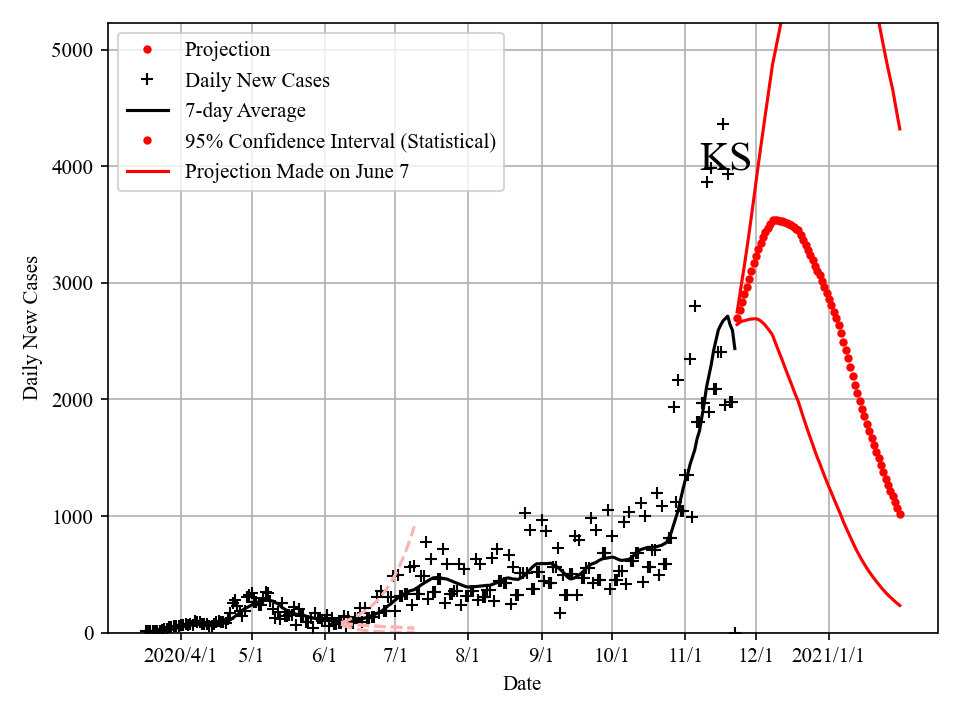 5000
4000
3000
2000
1000
0
Daily New Cases
Projection
Daily New Cases
7-day Average
95% Confidence Interval (Statistical)
Projection Made on June 7
KS
2020/4/1 5/1 6/1 7/1 8/1 9/1 10/1 11/1 12/1 2021/1/1
Date